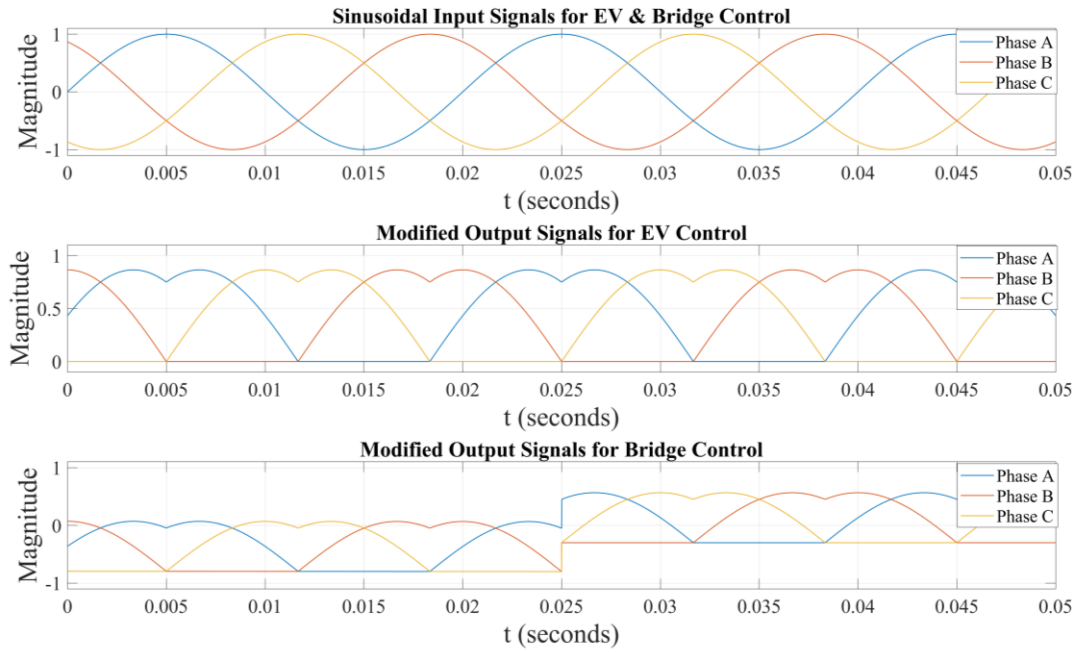 Sinusoidal Input Signals for EV & Bridge Control
Magnitude
1
0
-1
Phase A
Phase B
Phase C
0 0.005 0.01 0.015 0.02 0.025 0.03 0.035 0.04 0.045 0.05
t (seconds)
Modified Output Signals for EV Control
Magnitude
1
0.5
0
Phase A
Phase B
Phase C
0 0.005 0.01 0.015 0.02 0.025 0.03 0.035 0.04 0.045 0.05
t (seconds)
Modified Output Signals for Bridge Control
Magnitude
1
0
-1
Phase A
Phase B
Phase C
0 0.005 0.01 0.015 0.02 0.025 0.03 0.035 0.04 0.045 0.05
t (seconds)